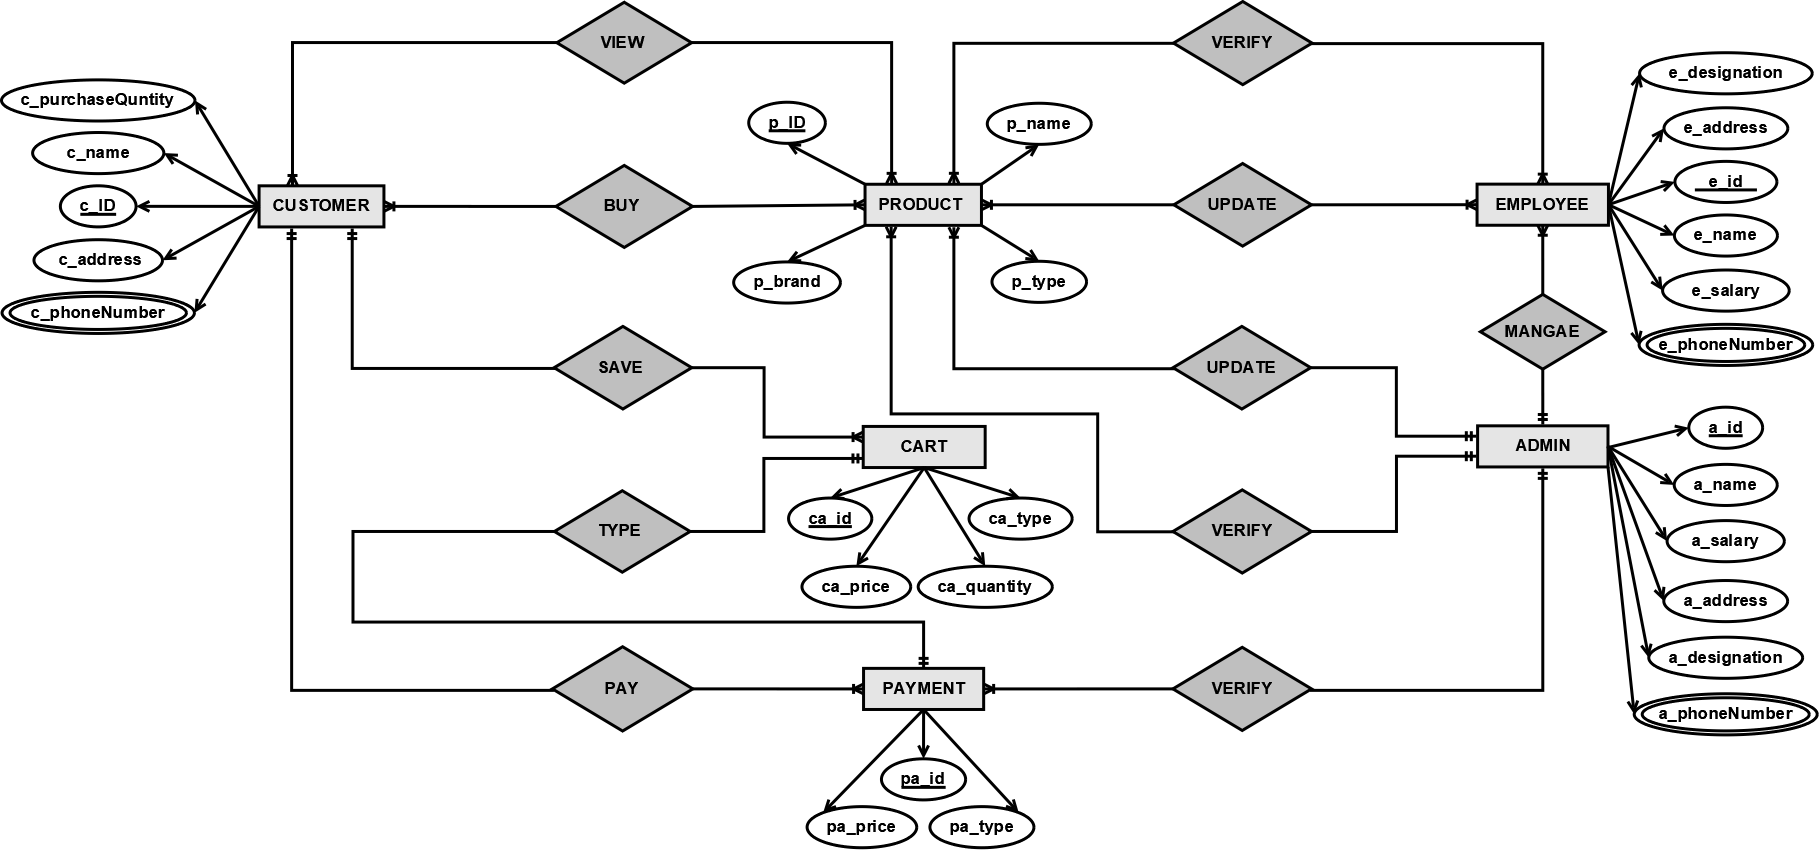 VIEW
VERIFY
c_purchaseQuntity
c_name
c_ID
c_address
c_phoneNumber
CUSTOMER
BUY
p_ID
p_name
PRODUCT
p_brand
p_type
UPDATE
EMPLOYEE
e_designation
e_address
e_id
e_name
e_salary
e_phoneNumber
MANGAE
SAVE
UPDATE
CART
ca_id
ca_type
ca_price
ca_quantity
ADMIN
a_id
a_name
a_salary
a_address
a_designation
a_phoneNumber
TYPE
VERIFY
PAY
PAYMENT
VERIFY
pa_id
pa_price
pa_type